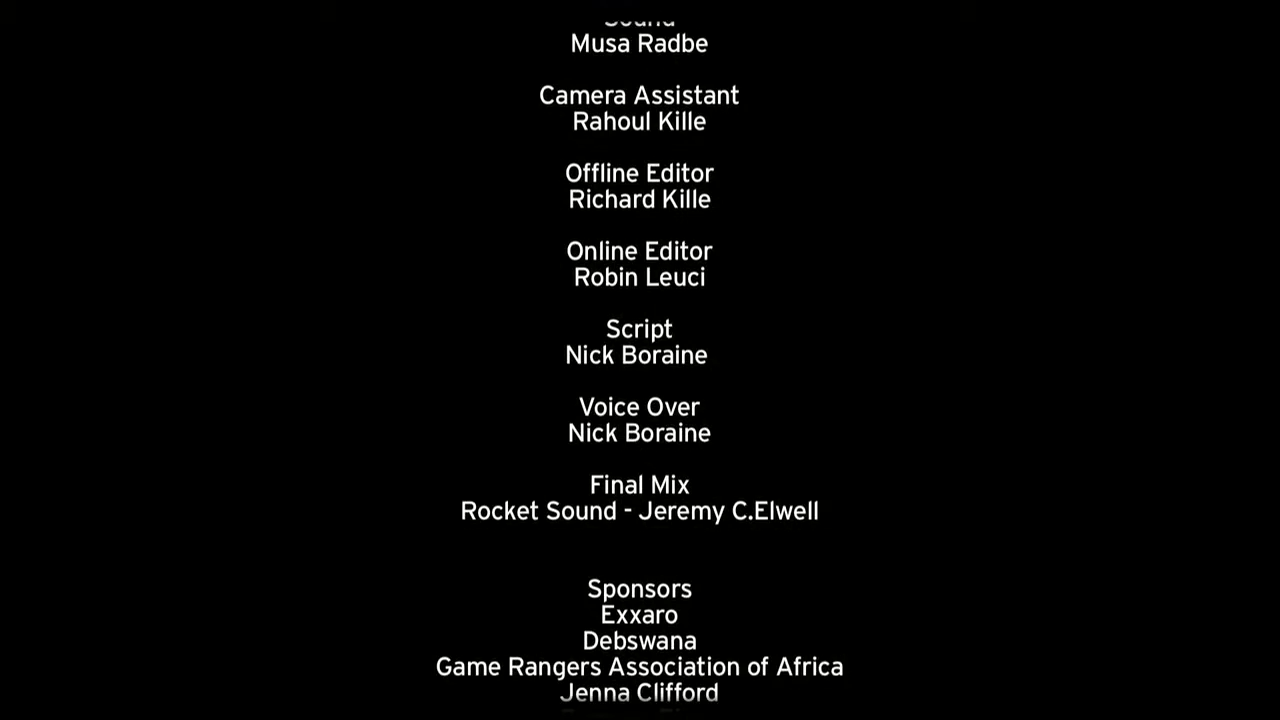 Sound
Musa Radbe
Camera Assistant
Rahoul Kille
Offline Editor
Richard Kille
Online Editor
Robin Leuci
Script
Nick Boraine
Voice Over
Nick Boraine
Final Mix
Rocket Sound - Jeremy C.Elwell
Sponsors
Exxaro
Debswana
Game Rangers Association of Africa
Jenna Clifford